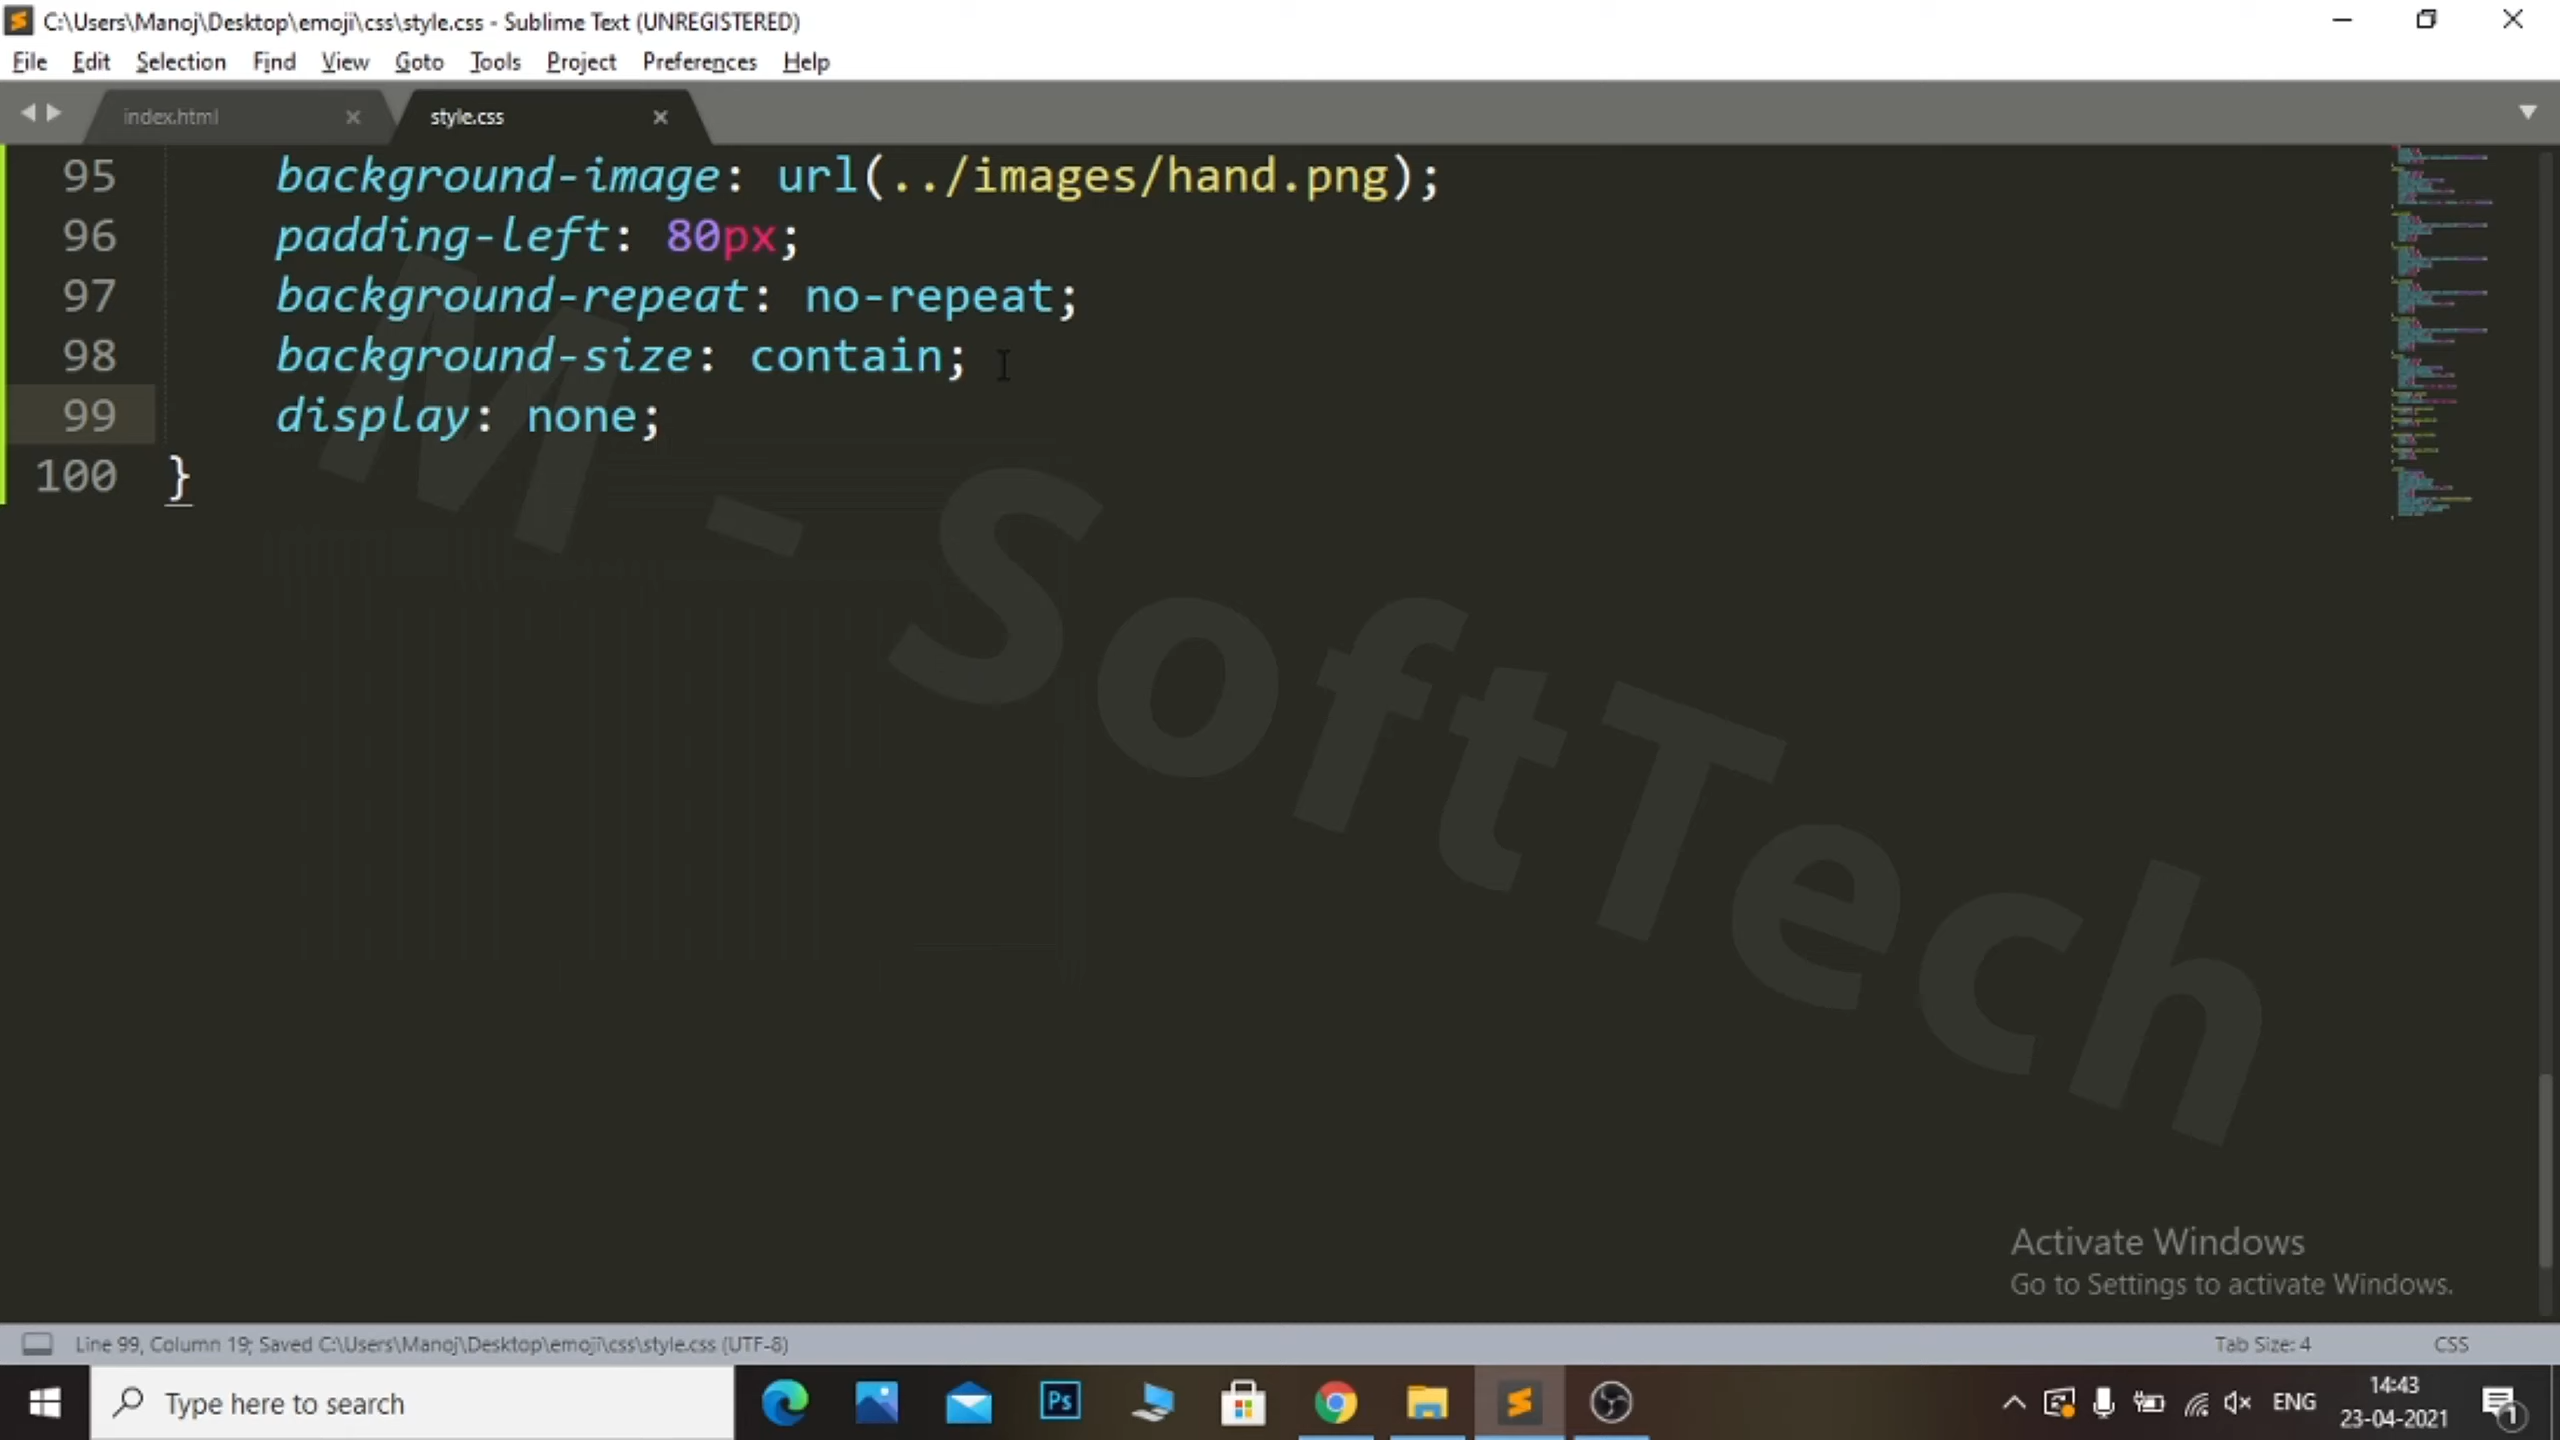 C:\Users\Manoj\Desktop\emoji\css\style.css - Sublime Text (UNREGISTERED)
File Edit Selection Find View Goto Tools Project Preferences Help
index.html style.css
95 background-image: url(../images/hand.png);
96 padding-left: 80px;
97 background-repeat: no-repeat;
98 background-size: contain;
99 display: none;
100 }
M - SoftTech
Activate Windows
Go to Settings to activate Windows.
Line 99, Column 19; Saved C:\Users\Manoj\Desktop\emoji\css\style.css (UTF-8) Tab Size: 4 CSS
Type here to search Ps ENG 14:43
23-04-2021 1